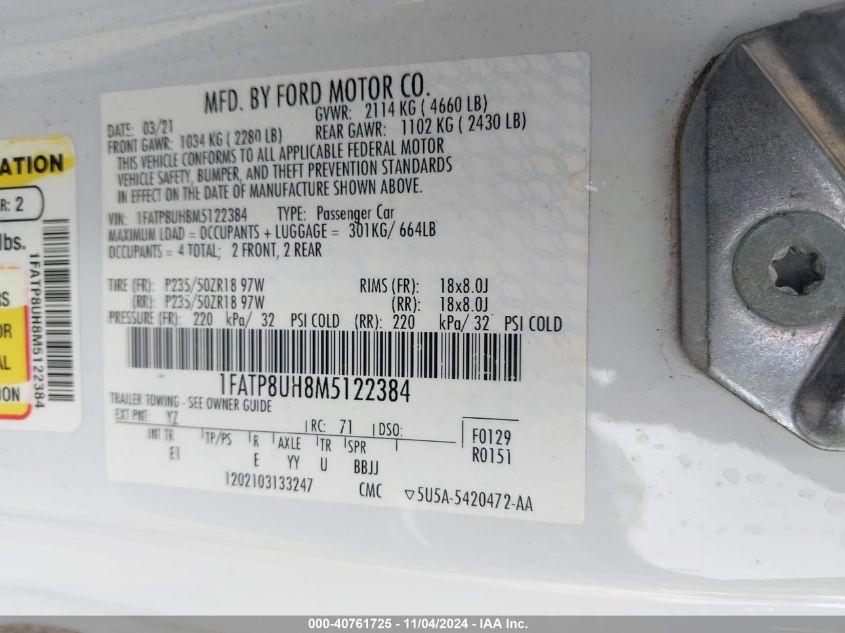 MFD. BY FORD MOTOR CO.
DATE: 03/21 GVWR: 2114 KG ( 4660 LB)
FRONT GAWR: 1034 KG ( 2280 LB) REAR GAWR: 1102 KG ( 2430 LB)
THIS VEHICLE CONFORMS TO ALL APPLICABLE FEDERAL MOTOR
VEHICLE SAFETY, BUMPER, AND THEFT PREVENTION STANDARDS
IN EFFECT ON THE DATE OF MANUFACTURE SHOWN ABOVE.
VIN: 1FATP8UH8M5122384 TYPE: Passenger Car
MAXIMUM LOAD = OCCUPANTS + LUGGAGE = 301KG/ 664LB
OCCUPANTS = 4 TOTAL; 2 FRONT, 2 REAR
TIRE (FR): P235/50ZR18 97W RIMS (FR): 18x8.0J
(RR): P235/50ZR18 97W (RR): 18x8.0J
PRESSURE (FR): 220 kPa/ 32 PSI COLD (RR): 220 kPa/ 32 PSI COLD
1FATP8UH8M5122384
TRAILER TOWING - SEE OWNER GUIDE
EXT PNT: YZ RC: 71 DSO: F0129
INT TR TP/PS R AXLE TR SPR R0151
EI E YY U BBJJ
1202103133247 CMC 5U5A-5420472-AA
ATION
R: 2
lbs.
1FATP8UH8M5122384
RS
OR
AL
ION
000-40761725 - 11/04/2024 - IAA Inc.